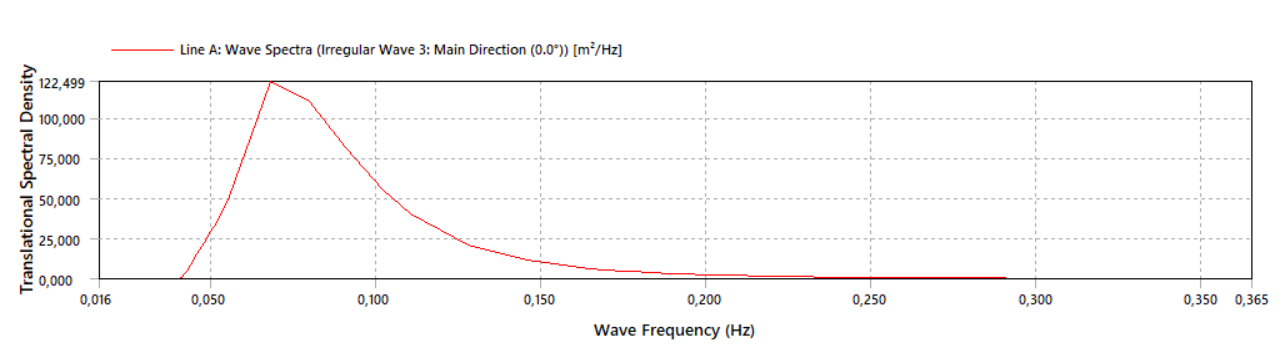 Line A: Wave Spectra (Irregular Wave 3: Main Direction (0.0°)) [m²/Hz]
Translational Spectral Density
122,499
100,000
75,000
50,000
25,000
0,000
0,016 0,050 0,100 0,150 0,200 0,250 0,300 0,350 0,365
Wave Frequency (Hz)